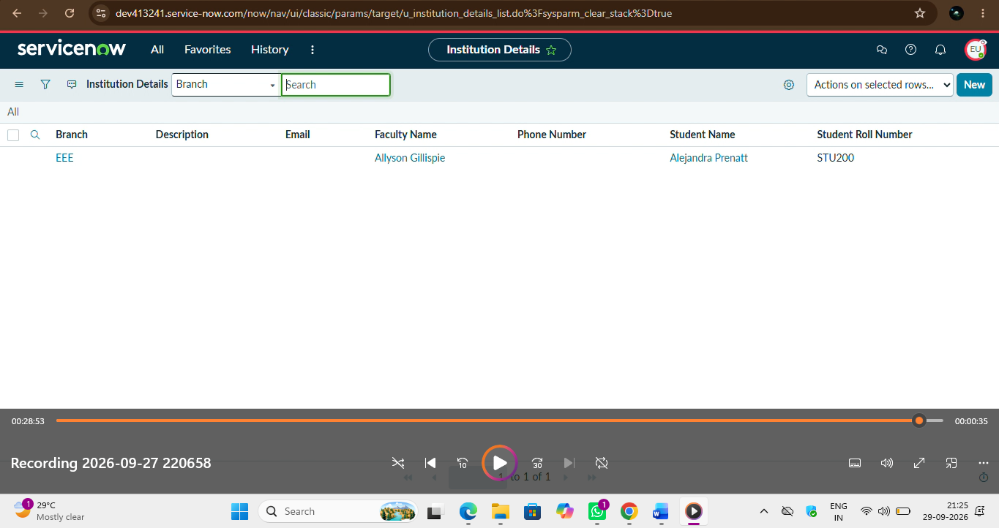 dev413241.service-now.com/now/nav/ui/classic/params/target/u_institution_details_list.do%3Fsysparm_clear_stack%3Dtrue
servicenow All Favorites History Institution Details EU
Institution Details Branch Search Actions on selected rows... New
All
Branch Description Email Faculty Name Phone Number Student Name Student Roll Number
EEE Allyson Gillispie Alejandra Prenatt STU200
00:28:53 00:00:35
Recording 2026-09-27 220658 10 30
1 to 1 of 1
1 29°C
Mostly clear
Search
1
ENG
IN
21:25
29-09-2026